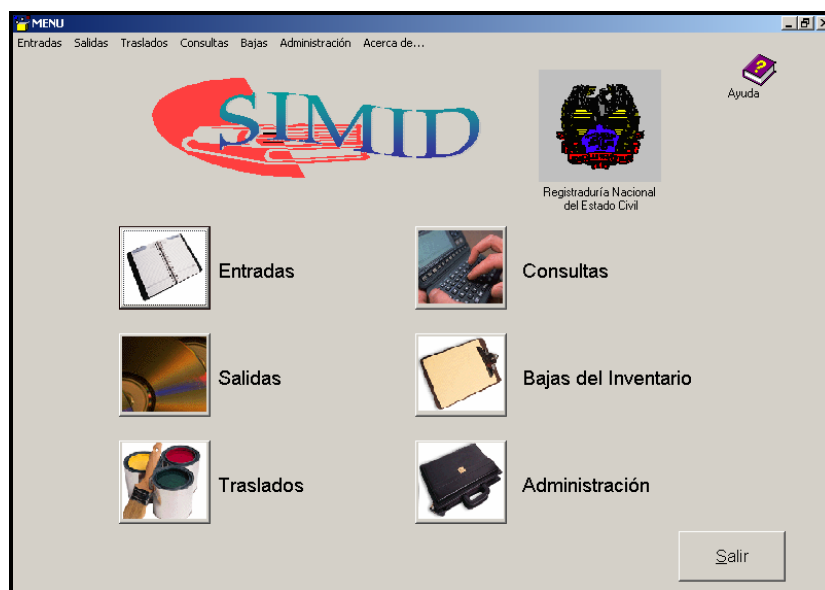 MENU
Entradas Salidas Traslados Consultas Bajas Administración Acerca de...
SIMID
Ayuda
Registraduría Nacional
del Estado Civil
Entradas
Consultas
Salidas
Bajas del Inventario
Traslados
Administración
Salir